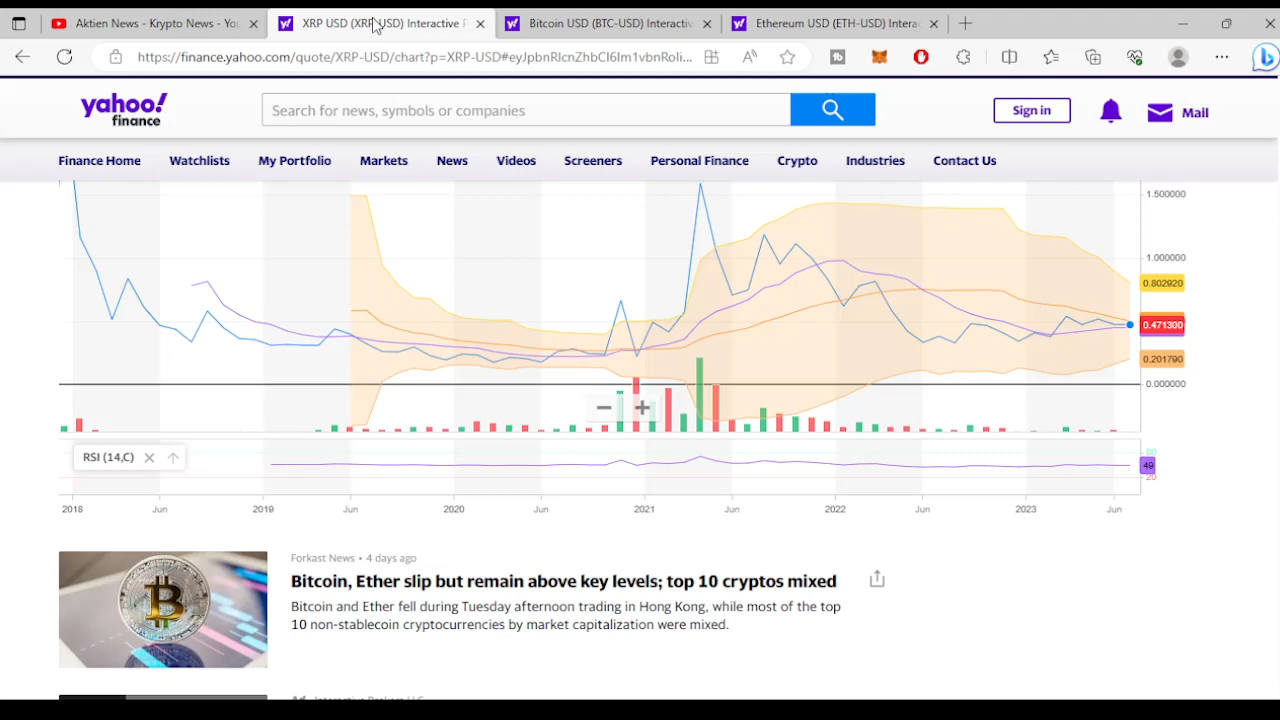 Aktien News - Krypto News - You
XRP USD (XRP-USD) Interactive P
Bitcoin USD (BTC-USD) Interactiv
Ethereum USD (ETH-USD) Intera
https://finance.yahoo.com/quote/XRP-USD/chart?p=XRP-USD#eyJpbnRlcnZhbCI6Im1vbnRoLi...
yahoo!
finance
Search for news, symbols or companies
Sign in
Mail
Finance Home
Watchlists
My Portfolio
Markets
News
Videos
Screeners
Personal Finance
Crypto
Industries
Contact Us
1.500000
1.000000
0.802920
0.471300
0.201790
0.000000
RSI (14,C)
80
49
20
2018 Jun 2019 Jun 2020 Jun 2021 Jun 2022 Jun 2023 Jun
Forkast News • 4 days ago
Bitcoin, Ether slip but remain above key levels; top 10 cryptos mixed
Bitcoin and Ether fell during Tuesday afternoon trading in Hong Kong, while most of the top
10 non-stablecoin cryptocurrencies by market capitalization were mixed.